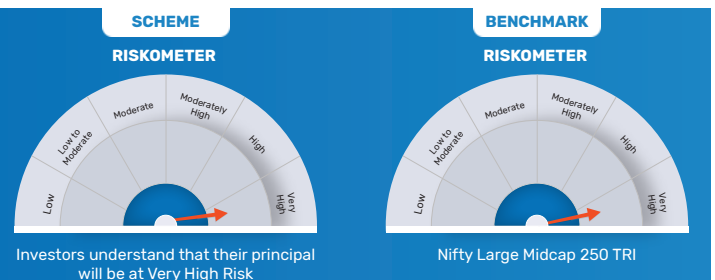 SCHEME
RISKOMETER
Low
Low to
Moderate
Moderate
Moderately
High
High
Very
High
Investors understand that their principal
will be at Very High Risk
BENCHMARK
RISKOMETER
Low
Low to
Moderate
Moderate
Moderately
High
High
Very
High
Nifty Large Midcap 250 TRI